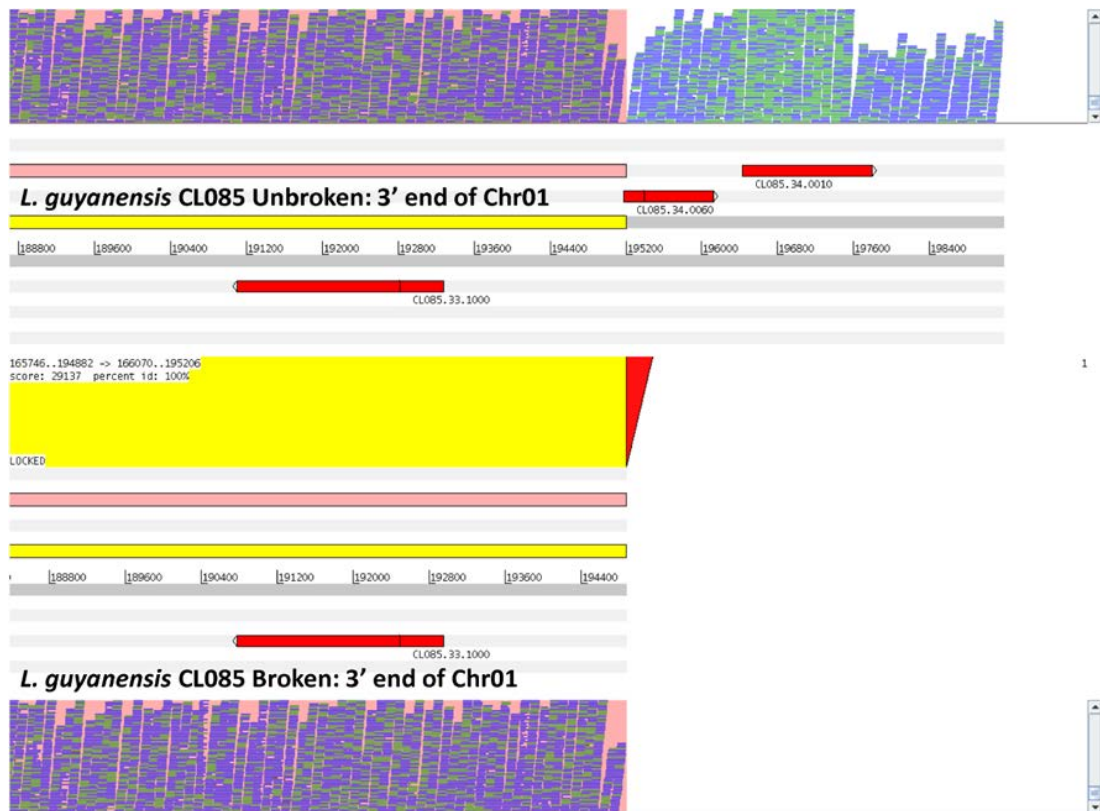 CL085.34.0010
L. guyanensis CL085 Unbroken: 3’ end of Chr01
CL085.34.0060
188800 189600 190400 191200 192000 192800 193600 194400 195200 196000 196800 197600 198400
CL085.33.1000
165746..194882 -> 166070..195206
1
score: 29137 percent id: 100%
LOCKED
188800 189600 190400 191200 192000 192800 193600 194400
CL085.33.1000
L. guyanensis CL085 Broken: 3’ end of Chr01